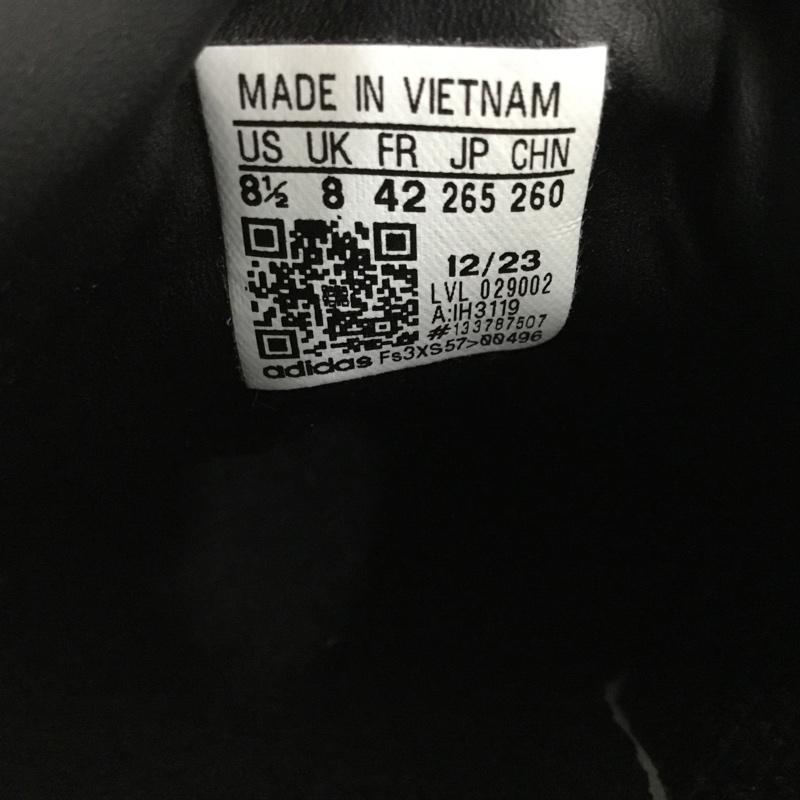 MADE IN VIETNAM
US UK FR JP CHN
8½ 8 42 265 260
12/23
LVL 029002
A:IH3119
#133787507
adidas Fs3XS57>00496